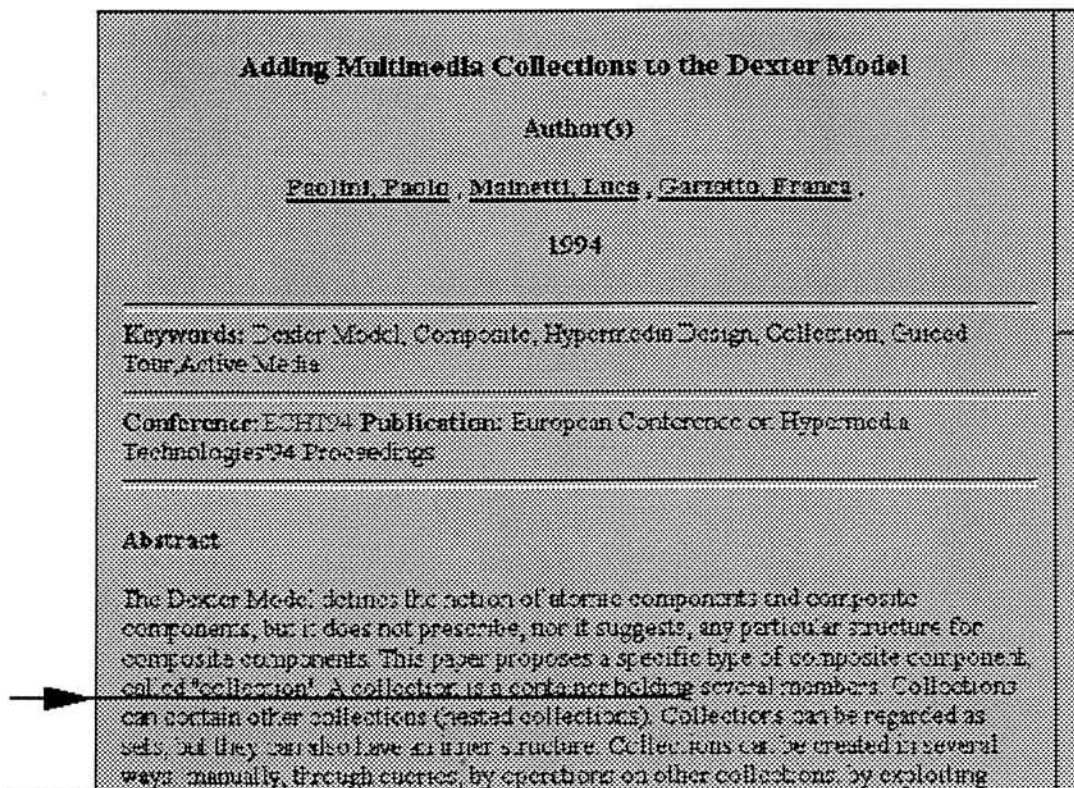 Adding Multimedia Collections to the Dexter Model
Author(s)
Paolini, Paolo , Mainetti, Luca , Garzotto, Franca ,
1994
Keywords: Dexter Model, Composite, Hypermedia Design, Collection, Guided
Tour,Active Media
Conference:ECHT94 Publication: European Conference on Hypermedia
Technologies'94 Proceedings
Abstract
The Dexter Model defines the notion of atomic components and composite
components, but it does not prescribe, nor it suggests, any particular structure for
composite components. This paper proposes a specific type of composite component,
called "collection". A collection is a container holding several members. Collections
can contain other collections (nested collections). Collections can be regarded as
sets, but they can also have an inner structure. Collections can be created in several
ways: manually, through queries, by operations on other collections, by exploiting